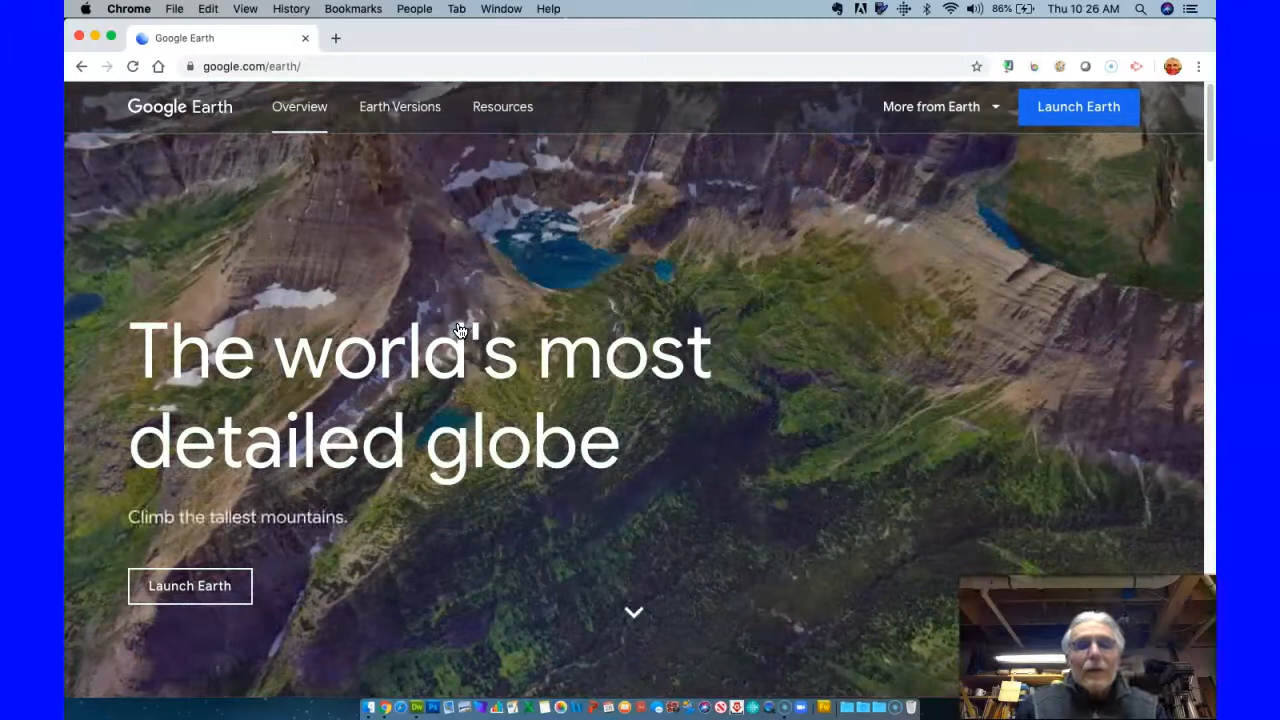 Chrome File Edit View History Bookmarks People Tab Window Help 86% Thu 10:26 AM
Google Earth
google.com/earth/
Google Earth Overview Earth Versions Resources More from Earth Launch Earth
The world's most
detailed globe
Climb the tallest mountains.
Launch Earth